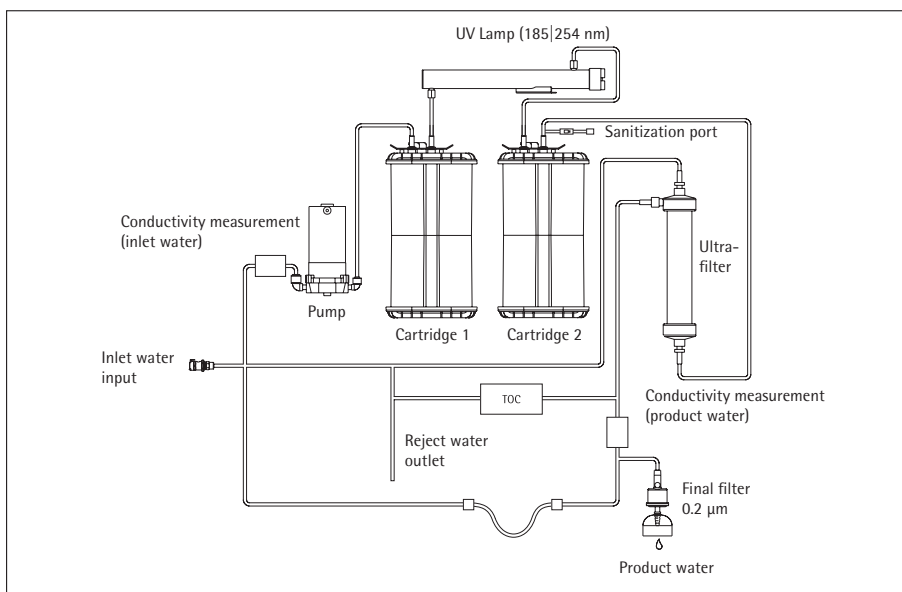 UV Lamp (185|254 nm)
Sanitization port
Conductivity measurement
(inlet water)
Ultra-
filter
Pump
Cartridge 1
Cartridge 2
Inlet water
input
TOC
Conductivity measurement
(product water)
Reject water
outlet
Final filter
0.2 µm
Product water